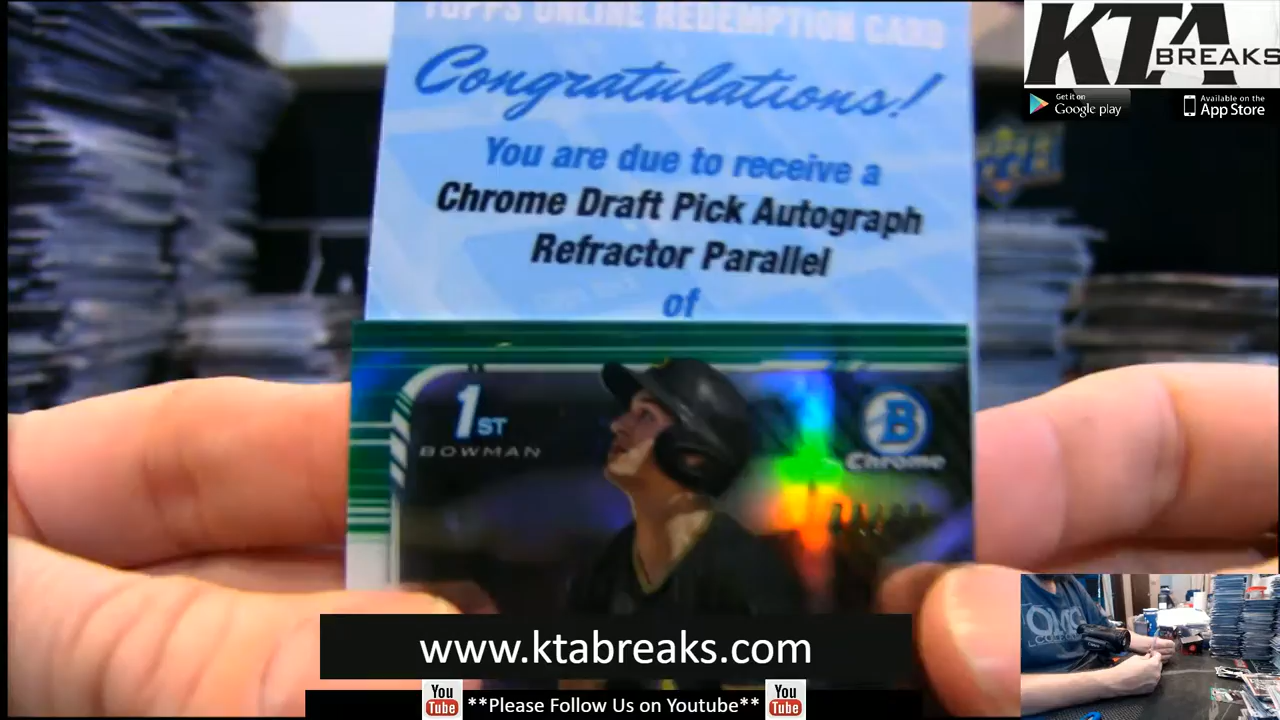 TOPPS ONLINE REDEMPTION CARD
Congratulations!
You are due to receive a
Chrome Draft Pick Autograph
Refractor Parallel
of
1ST
BOWMAN
B
Chrome
KTA
BREAKS
Get it on
Google play
Available on the
App Store
www.ktabreaks.com
You
Tube
**Please Follow Us on Youtube**
You
Tube